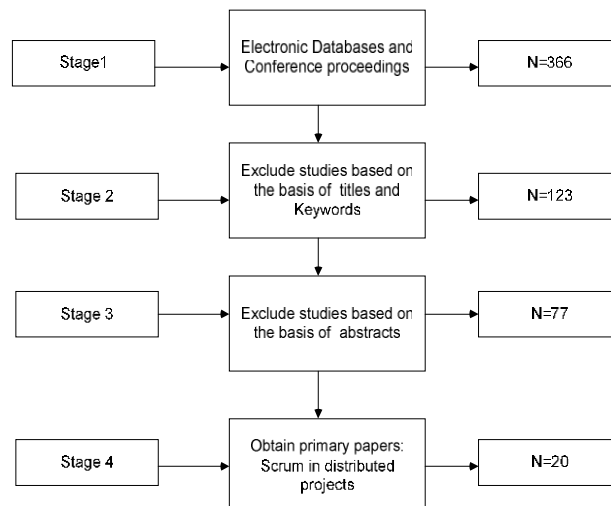 Stage1
Electronic Databases and
Conference proceedings
N=366
Stage 2
Exclude studies based on
the basis of titles and
Keywords
N=123
Stage 3
Exclude studies based on
the basis of abstracts
N=77
Stage 4
Obtain primary papers:
Scrum in distributed
projects
N=20